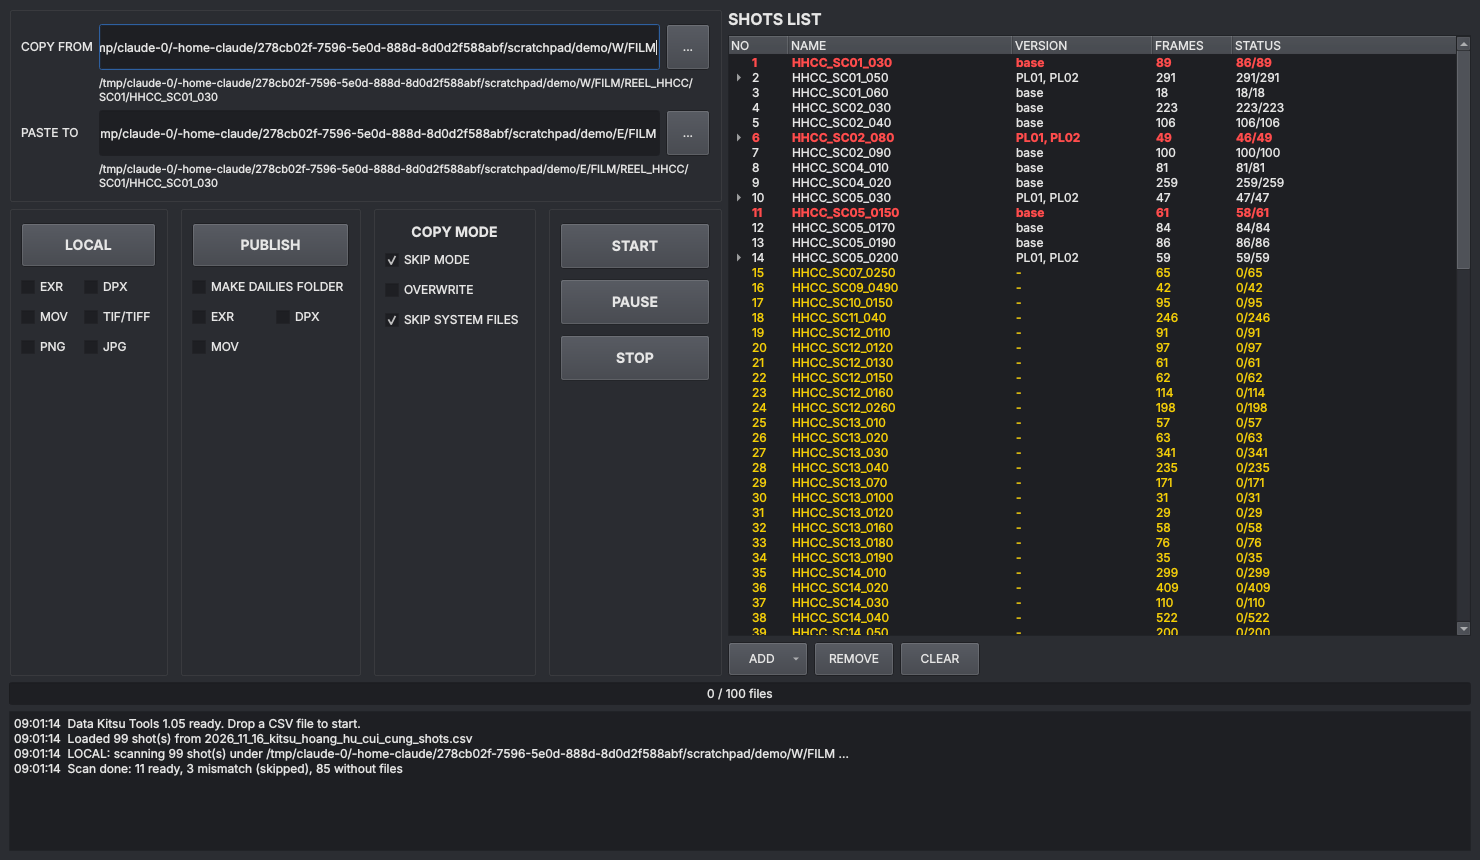 COPY FROM
mp/claude-0/-home-claude/278cb02f-7596-5e0d-888d-8d0d2f588abf/scratchpad/demo/W/FILM
...
/tmp/claude-0/-home-claude/278cb02f-7596-5e0d-888d-8d0d2f588abf/scratchpad/demo/W/FILM/REEL_HHCC/
SC01/HHCC_SC01_030
PASTE TO
mp/claude-0/-home-claude/278cb02f-7596-5e0d-888d-8d0d2f588abf/scratchpad/demo/E/FILM
...
/tmp/claude-0/-home-claude/278cb02f-7596-5e0d-888d-8d0d2f588abf/scratchpad/demo/E/FILM/REEL_HHCC/
SC01/HHCC_SC01_030
LOCAL
EXR DPX
MOV TIF/TIFF
PNG JPG
PUBLISH
MAKE DAILIES FOLDER
EXR DPX
MOV
COPY MODE
SKIP MODE
OVERWRITE
SKIP SYSTEM FILES
START
PAUSE
STOP
SHOTS LIST
NO NAME VERSION FRAMES STATUS
1 HHCC_SC01_030 base 89 86/89
2 HHCC_SC01_050 PL01, PL02 291 291/291
3 HHCC_SC01_060 base 18 18/18
4 HHCC_SC02_030 base 223 223/223
5 HHCC_SC02_040 base 106 106/106
6 HHCC_SC02_080 PL01, PL02 49 46/49
7 HHCC_SC02_090 base 100 100/100
8 HHCC_SC04_010 base 81 81/81
9 HHCC_SC04_020 base 259 259/259
10 HHCC_SC05_030 PL01, PL02 47 47/47
11 HHCC_SC05_0150 base 61 58/61
12 HHCC_SC05_0170 base 84 84/84
13 HHCC_SC05_0190 base 86 86/86
14 HHCC_SC05_0200 PL01, PL02 59 59/59
15 HHCC_SC07_0250 - 65 0/65
16 HHCC_SC09_0490 - 42 0/42
17 HHCC_SC10_0150 - 95 0/95
18 HHCC_SC11_040 - 246 0/246
19 HHCC_SC12_0110 - 91 0/91
20 HHCC_SC12_0120 - 97 0/97
21 HHCC_SC12_0130 - 61 0/61
22 HHCC_SC12_0150 - 62 0/62
23 HHCC_SC12_0160 - 114 0/114
24 HHCC_SC12_0260 - 198 0/198
25 HHCC_SC13_010 - 57 0/57
26 HHCC_SC13_020 - 63 0/63
27 HHCC_SC13_030 - 341 0/341
28 HHCC_SC13_040 - 235 0/235
29 HHCC_SC13_070 - 171 0/171
30 HHCC_SC13_0100 - 31 0/31
31 HHCC_SC13_0120 - 29 0/29
32 HHCC_SC13_0160 - 58 0/58
33 HHCC_SC13_0180 - 76 0/76
34 HHCC_SC13_0190 - 35 0/35
35 HHCC_SC14_010 - 299 0/299
36 HHCC_SC14_020 - 409 0/409
37 HHCC_SC14_030 - 110 0/110
38 HHCC_SC14_040 - 522 0/522
39 HHCC_SC14_050 - 200 0/200
ADD REMOVE CLEAR
0 / 100 files
09:01:14 Data Kitsu Tools 1.05 ready. Drop a CSV file to start.
09:01:14 Loaded 99 shot(s) from 2026_11_16_kitsu_hoang_hu_cui_cung_shots.csv
09:01:14 LOCAL: scanning 99 shot(s) under /tmp/claude-0/-home-claude/278cb02f-7596-5e0d-888d-8d0d2f588abf/scratchpad/demo/W/FILM ...
09:01:14 Scan done: 11 ready, 3 mismatch (skipped), 85 without files